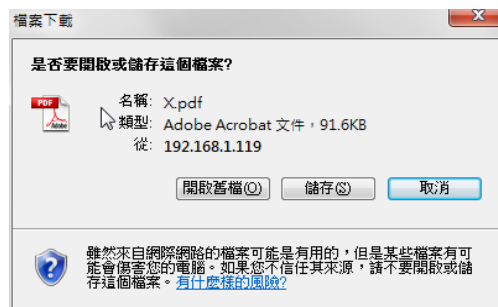 檔案下載
是否要開啟或儲存這個檔案?
PDF
Adobe
名稱: X.pdf
類型: Adobe Acrobat 文件，91.6KB
從: 192.168.1.119
開啟舊檔(O) 儲存(S) 取消
雖然來自網際網路的檔案可能是有用的，但是某些檔案有可
能會傷害您的電腦。如果您不信任其來源，請不要開啟或儲
存這個檔案。有什麼樣的風險?